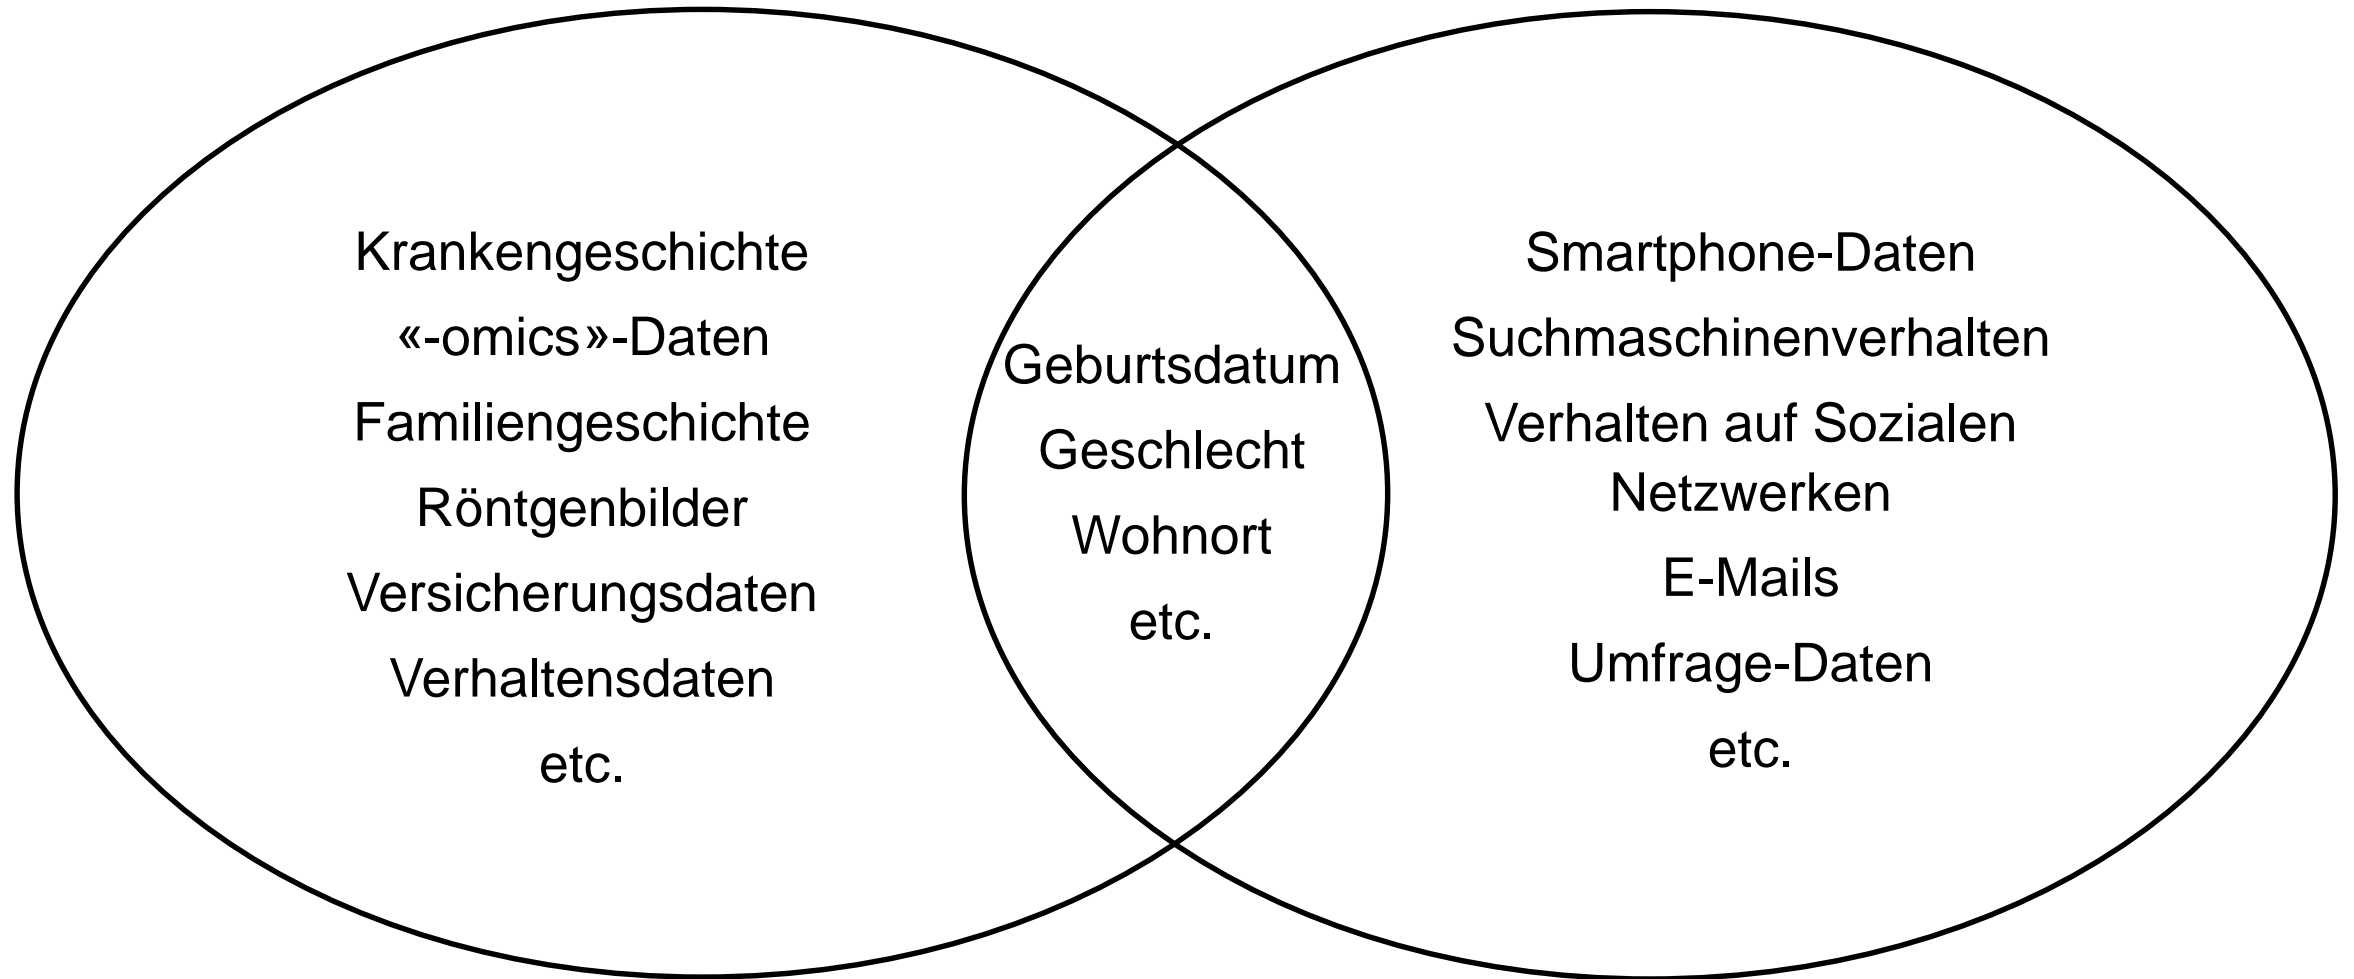 Krankengeschichte
«-omics»-Daten
Familiengeschichte
Röntgenbilder
Versicherungsdaten
Verhaltensdaten
etc.
Geburtsdatum
Geschlecht
Wohnort
etc.
Smartphone-Daten
Suchmaschinenverhalten
Verhalten auf Sozialen
Netzwerken
E-Mails
Umfrage-Daten
etc.